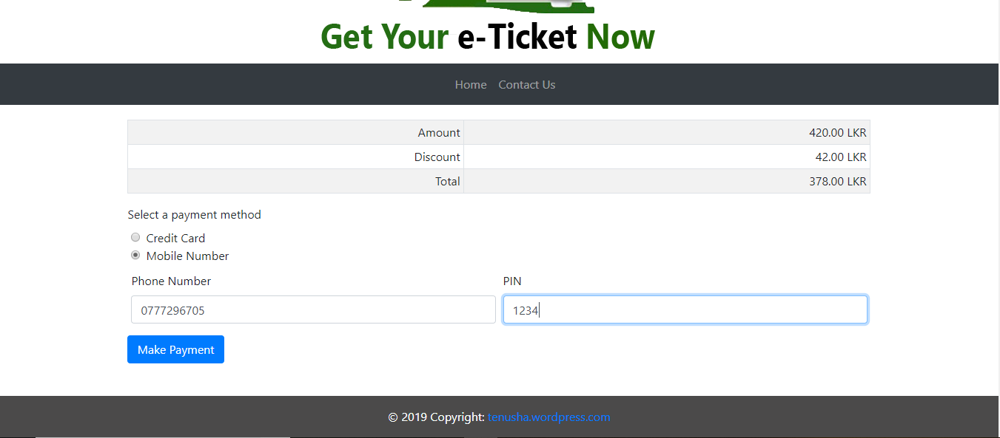 Get Your e-Ticket Now
Home Contact Us
Amount 420.00 LKR
Discount 42.00 LKR
Total 378.00 LKR
Select a payment method
Credit Card
Mobile Number
Phone Number PIN
0777296705 1234
Make Payment
© 2019 Copyright: tenusha.wordpress.com